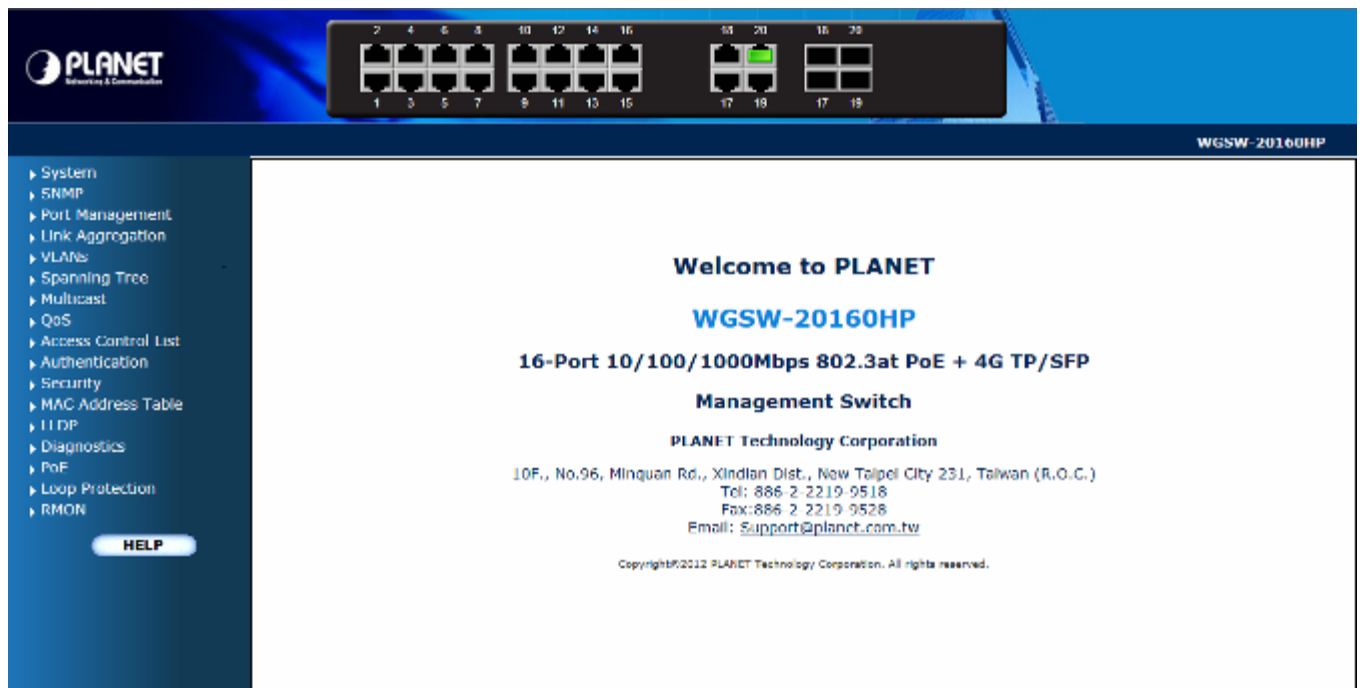 PLANET
Networking & Communication
2 4 6 8 10 12 14 16 18 20 18 20
1 3 5 7 9 11 13 15 17 19 17 19
WGSW-20160HP
System
SNMP
Port Management
Link Aggregation
VLANs
Spanning Tree
Multicast
QoS
Access Control List
Authentication
Security
MAC Address Table
LLDP
Diagnostics
PoE
Loop Protection
RMON
HELP
Welcome to PLANET
WGSW-20160HP
16-Port 10/100/1000Mbps 802.3at PoE + 4G TP/SFP
Management Switch
PLANET Technology Corporation
10F., No.96, Minquan Rd., Xindian Dist., New Taipei City 231, Taiwan (R.O.C.)
Tel: 886-2-2219-9518
Fax:886-2-2219-9528
Email: Support@planet.com.tw
Copyright©2012 PLANET Technology Corporation. All rights reserved.